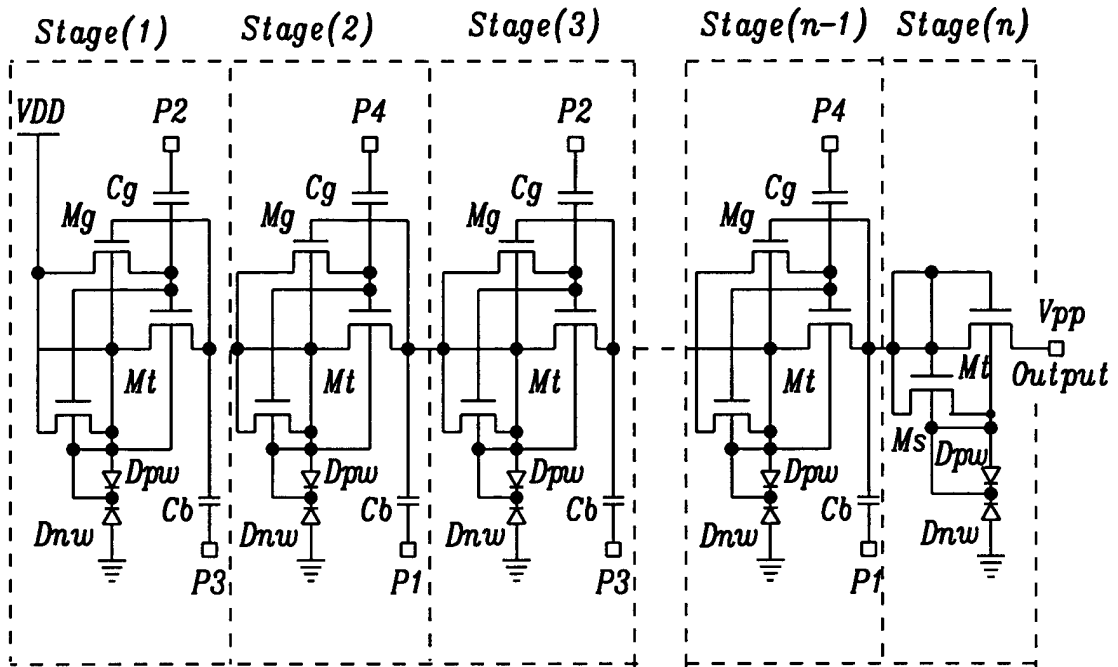 Stage(1) Stage(2) Stage(3) Stage(n-1) Stage(n)
VDD P2 P4 P2 P4
Cg Cg Cg Cg
Mg Mg Mg Mg
Vpp
Mt Mt Mt Mt Mt Output
Ms
Dpw Dpw Dpw Dpw Dpw
Cb Cb Cb Cb
Dnw Dnw Dnw Dnw Dnw
P3 P1 P3 P1